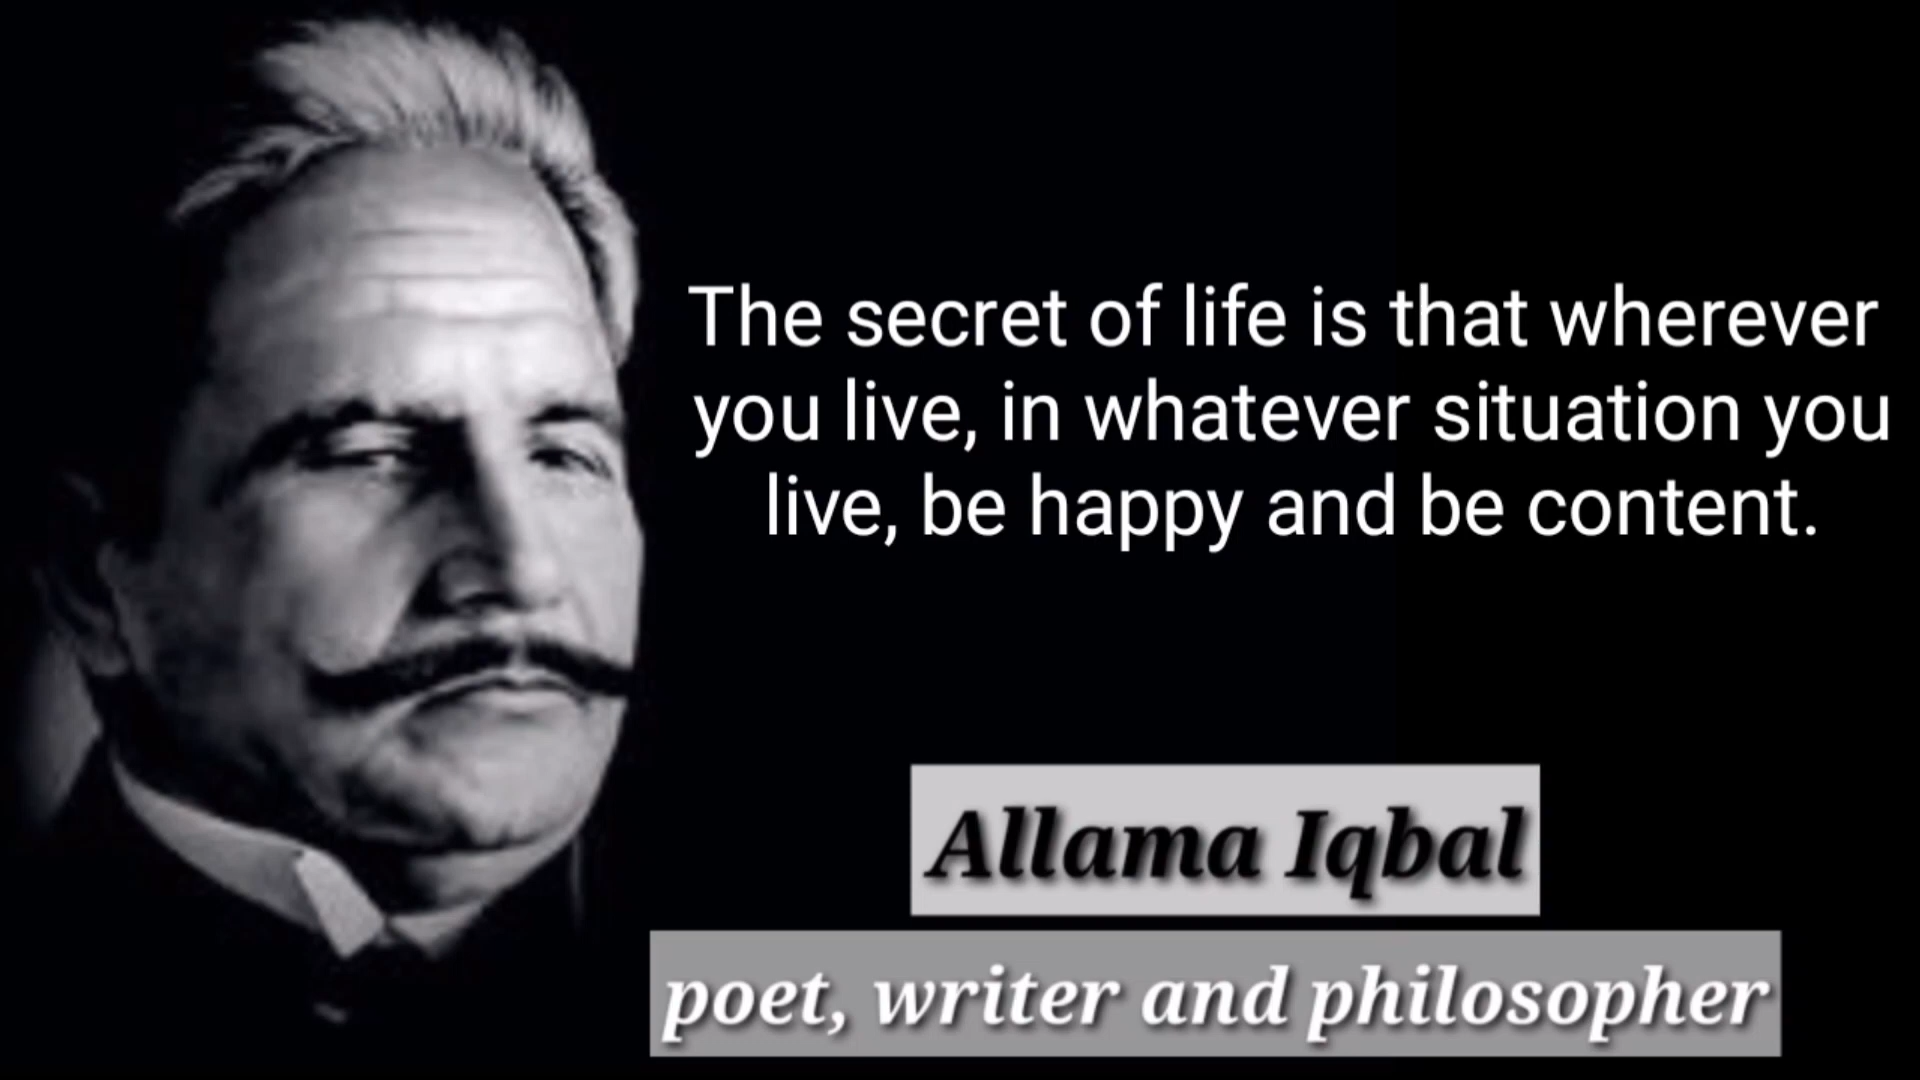 The secret of life is that wherever
you live, in whatever situation you
live, be happy and be content.
Allama Iqbal
poet, writer and philosopher